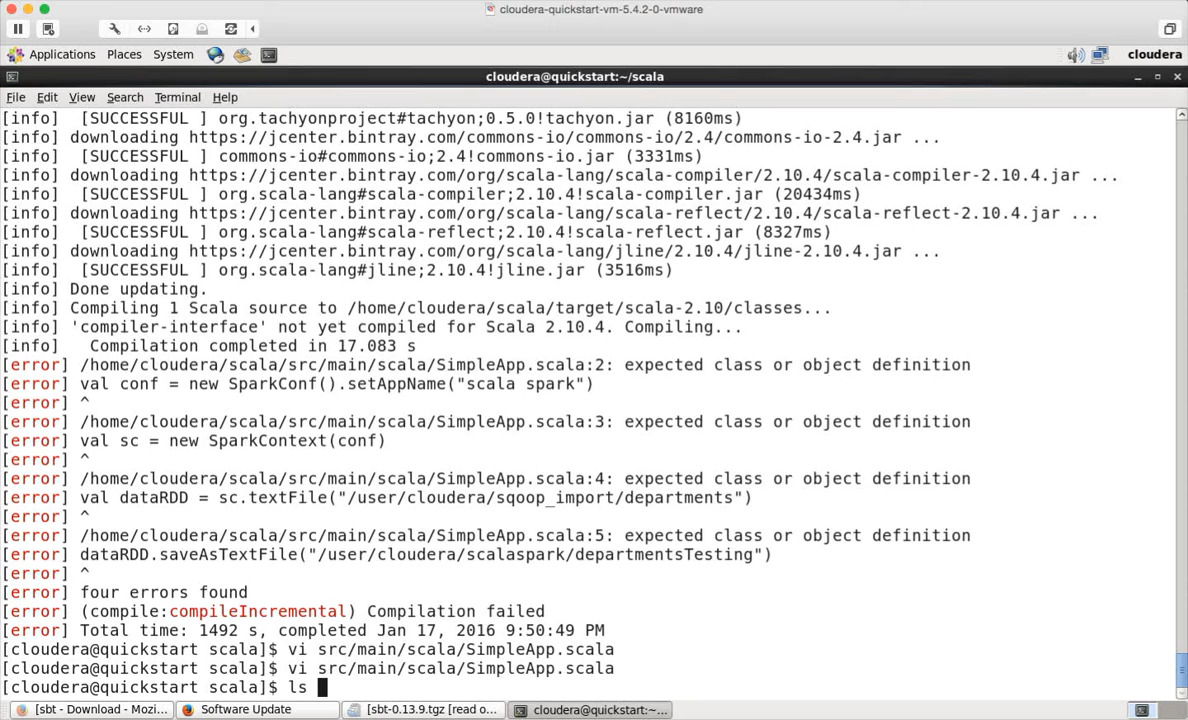 cloudera-quickstart-vm-5.4.2-0-vmware
Applications Places System cloudera
cloudera@quickstart:~/scala
File Edit View Search Terminal Help
[info]  [SUCCESSFUL ] org.tachyonproject#tachyon;0.5.0!tachyon.jar (8160ms)
[info] downloading https://jcenter.bintray.com/commons-io/commons-io/2.4/commons-io-2.4.jar ...
[info]  [SUCCESSFUL ] commons-io#commons-io;2.4!commons-io.jar (3331ms)
[info] downloading https://jcenter.bintray.com/org/scala-lang/scala-compiler/2.10.4/scala-compiler-2.10.4.jar ...
[info]  [SUCCESSFUL ] org.scala-lang#scala-compiler;2.10.4!scala-compiler.jar (20434ms)
[info] downloading https://jcenter.bintray.com/org/scala-lang/scala-reflect/2.10.4/scala-reflect-2.10.4.jar ...
[info]  [SUCCESSFUL ] org.scala-lang#scala-reflect;2.10.4!scala-reflect.jar (8327ms)
[info] downloading https://jcenter.bintray.com/org/scala-lang/jline/2.10.4/jline-2.10.4.jar ...
[info]  [SUCCESSFUL ] org.scala-lang#jline;2.10.4!jline.jar (3516ms)
[info] Done updating.
[info] Compiling 1 Scala source to /home/cloudera/scala/target/scala-2.10/classes...
[info] 'compiler-interface' not yet compiled for Scala 2.10.4. Compiling...
[info]   Compilation completed in 17.083 s
[error] /home/cloudera/scala/src/main/scala/SimpleApp.scala:2: expected class or object definition
[error] val conf = new SparkConf().setAppName("scala spark")
[error] ^
[error] /home/cloudera/scala/src/main/scala/SimpleApp.scala:3: expected class or object definition
[error] val sc = new SparkContext(conf)
[error] ^
[error] /home/cloudera/scala/src/main/scala/SimpleApp.scala:4: expected class or object definition
[error] val dataRDD = sc.textFile("/user/cloudera/sqoop_import/departments")
[error] ^
[error] /home/cloudera/scala/src/main/scala/SimpleApp.scala:5: expected class or object definition
[error] dataRDD.saveAsTextFile("/user/cloudera/scalaspark/departmentsTesting")
[error] ^
[error] four errors found
[error] (compile:compileIncremental) Compilation failed
[error] Total time: 1492 s, completed Jan 17, 2016 9:50:49 PM
[cloudera@quickstart scala]$ vi src/main/scala/SimpleApp.scala
[cloudera@quickstart scala]$ vi src/main/scala/SimpleApp.scala
[cloudera@quickstart scala]$ ls
[sbt - Download - Mozi... Software Update [sbt-0.13.9.tgz [read o... cloudera@quickstart:~...